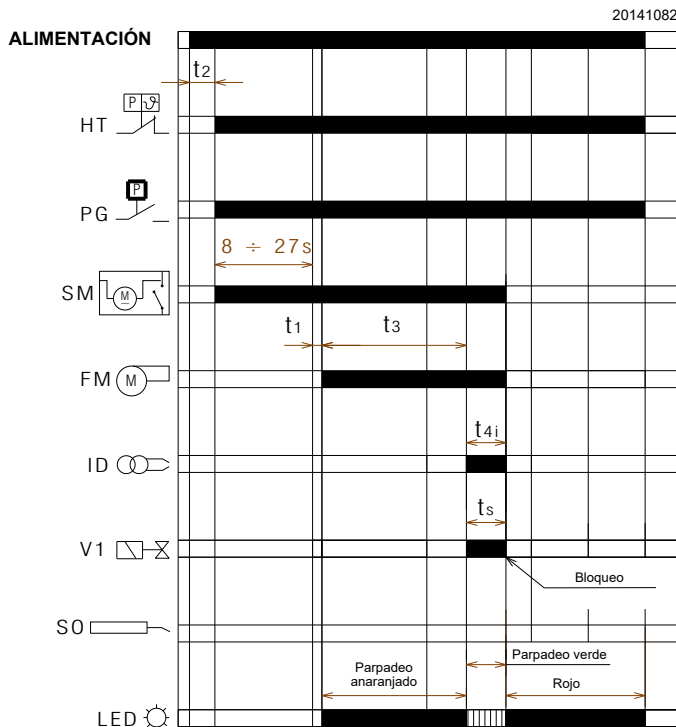 20141082
ALIMENTACIÓN
t2
P ϑ
HT
P
PG
8 ÷ 27s
SM
M
t1
t3
FM
M
t4i
ID
ts
V1
Bloqueo
SO
Parpadeo verde
Parpadeo
anaranjado
Rojo
LED